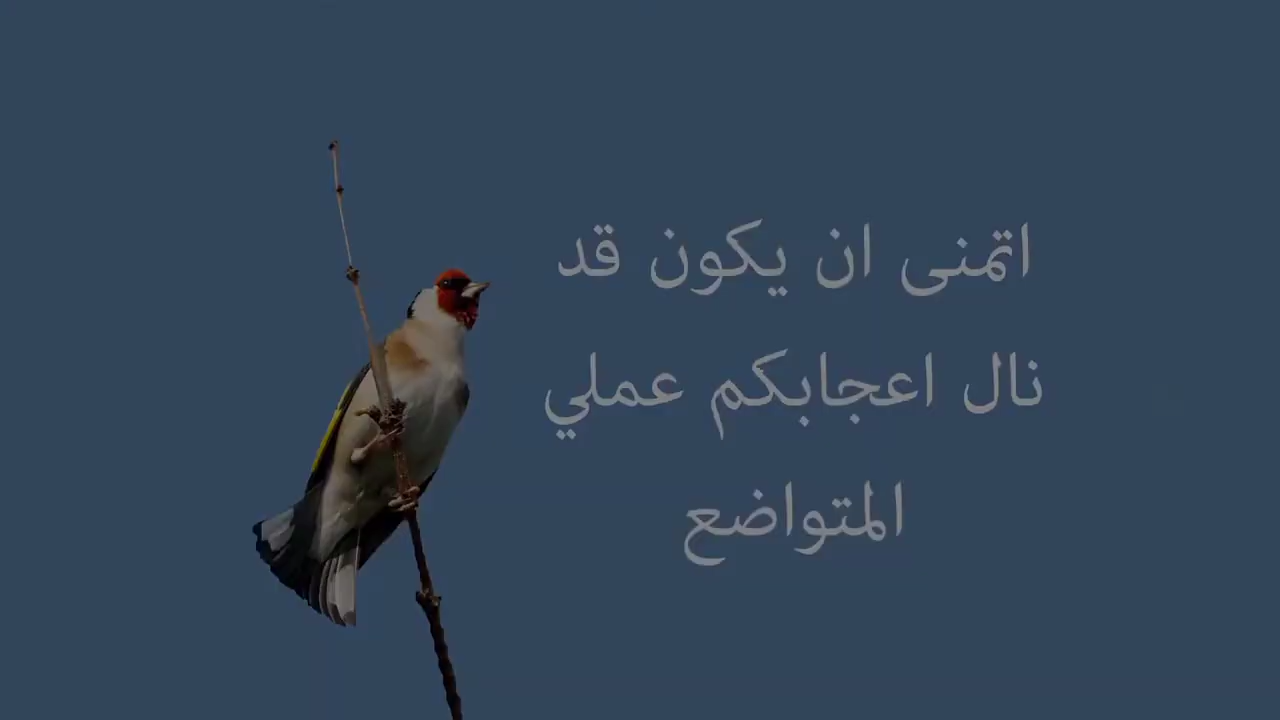 اتمنى ان يكون قد
نال اعجابكم عملي
المتواضع